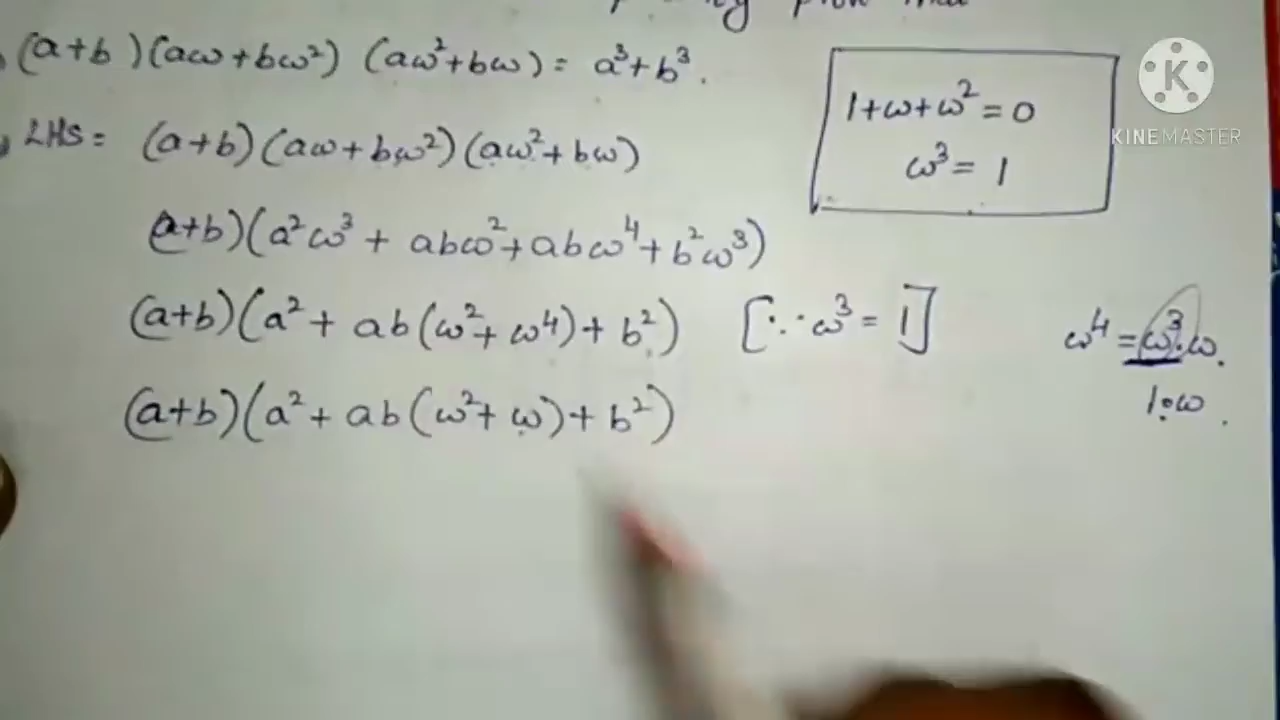 (a+b)(aω+bω²) (aω²+bω) = a³+b³.
LHS = (a+b)(aω+bω²)(aω²+bω)
a+b)(a²ω³ + abω²+abω⁴+b²ω³)
(a+b)(a² + ab(ω²+ω⁴)+b²) [∵ ω³ = 1]
(a+b)(a² + ab(ω²+ω)+b²)
1+ω+ω² = 0
ω³ = 1
K
KINEMASTER
ω⁴ = ω³.ω.
1.ω.